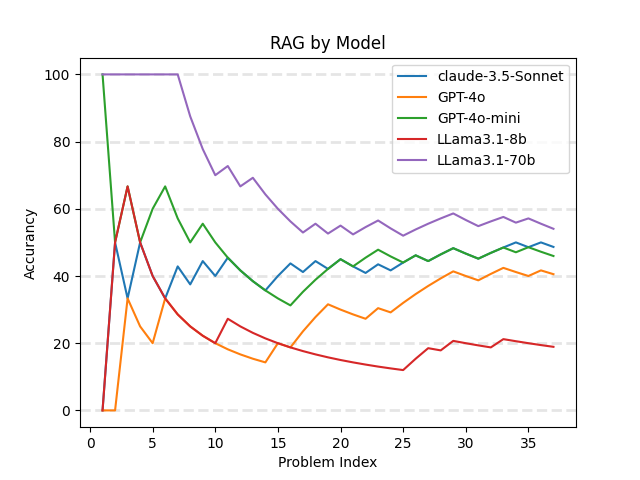 RAG by Model
claude-3.5-Sonnet
GPT-4o
GPT-4o-mini
LLama3.1-8b
LLama3.1-70b
100
80
60
40
20
0
Accurancy
0 5 10 15 20 25 30 35
Problem Index